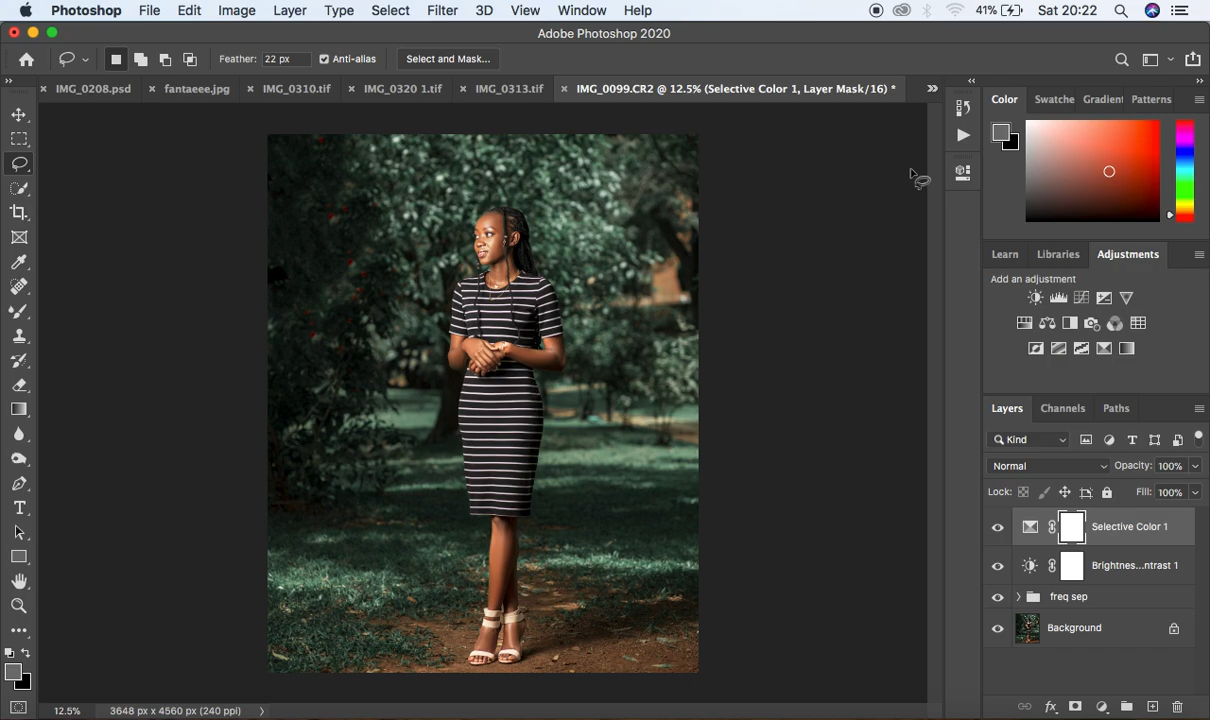 Photoshop File Edit Image Layer Type Select Filter 3D View Window Help 41% Sat 20:22
Adobe Photoshop 2020
Feather: 22 px Anti-alias Select and Mask...
IMG_0208.psd fantaeee.jpg IMG_0310.tif IMG_0320 1.tif IMG_0313.tif IMG_0099.CR2 @ 12.5% (Selective Color 1, Layer Mask/16) *
Color Swatche Gradien Patterns
Learn Libraries Adjustments
Add an adjustment
Layers Channels Paths
Kind
Normal Opacity: 100%
Lock: Fill: 100%
Selective Color 1
Brightnes...ntrast 1
freq sep
Background
12.5% 3648 px x 4560 px (240 ppi)